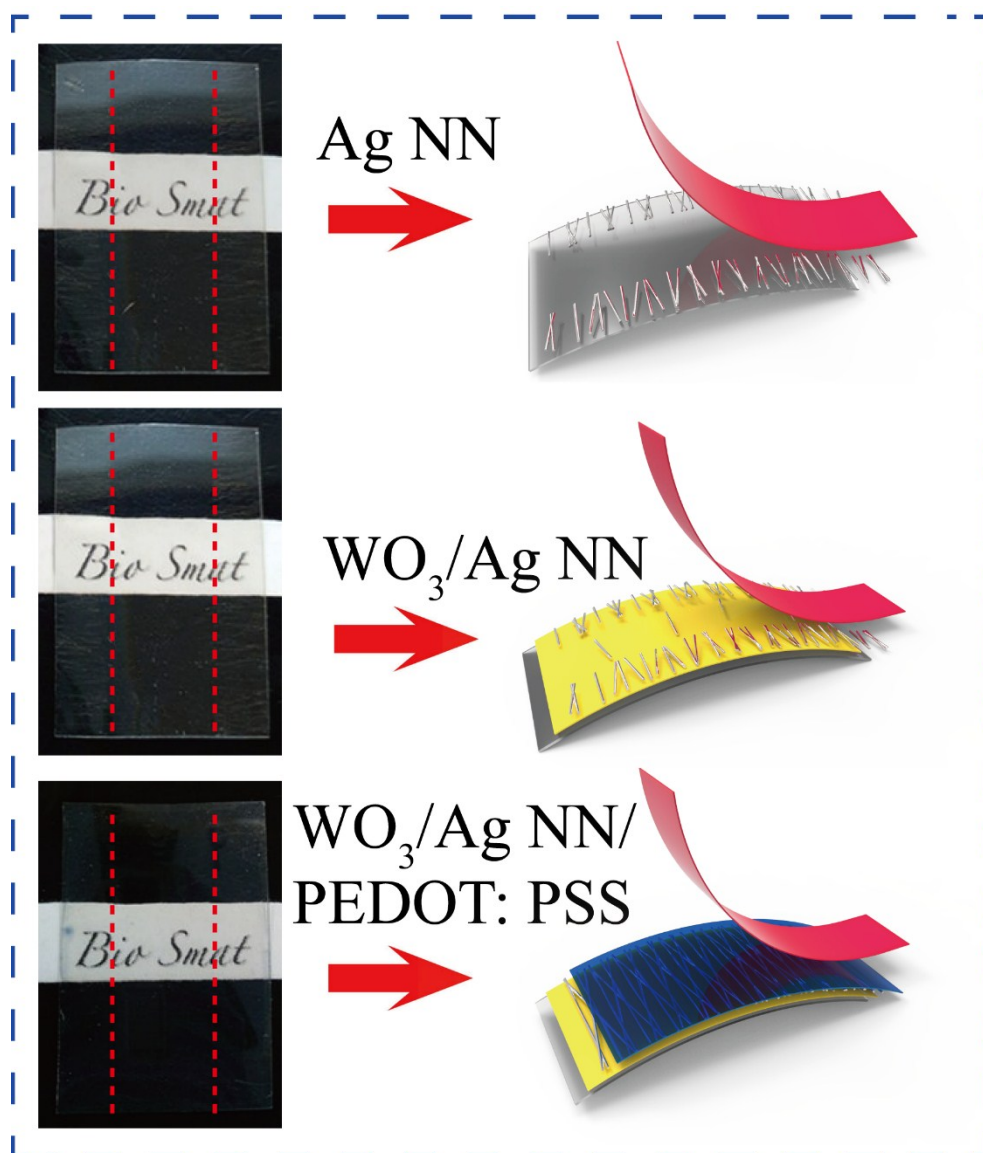 Bio Smut
Ag NN
Bio Smut
WO₃/Ag NN
Bio Smut
WO₃/Ag NN/
PEDOT: PSS